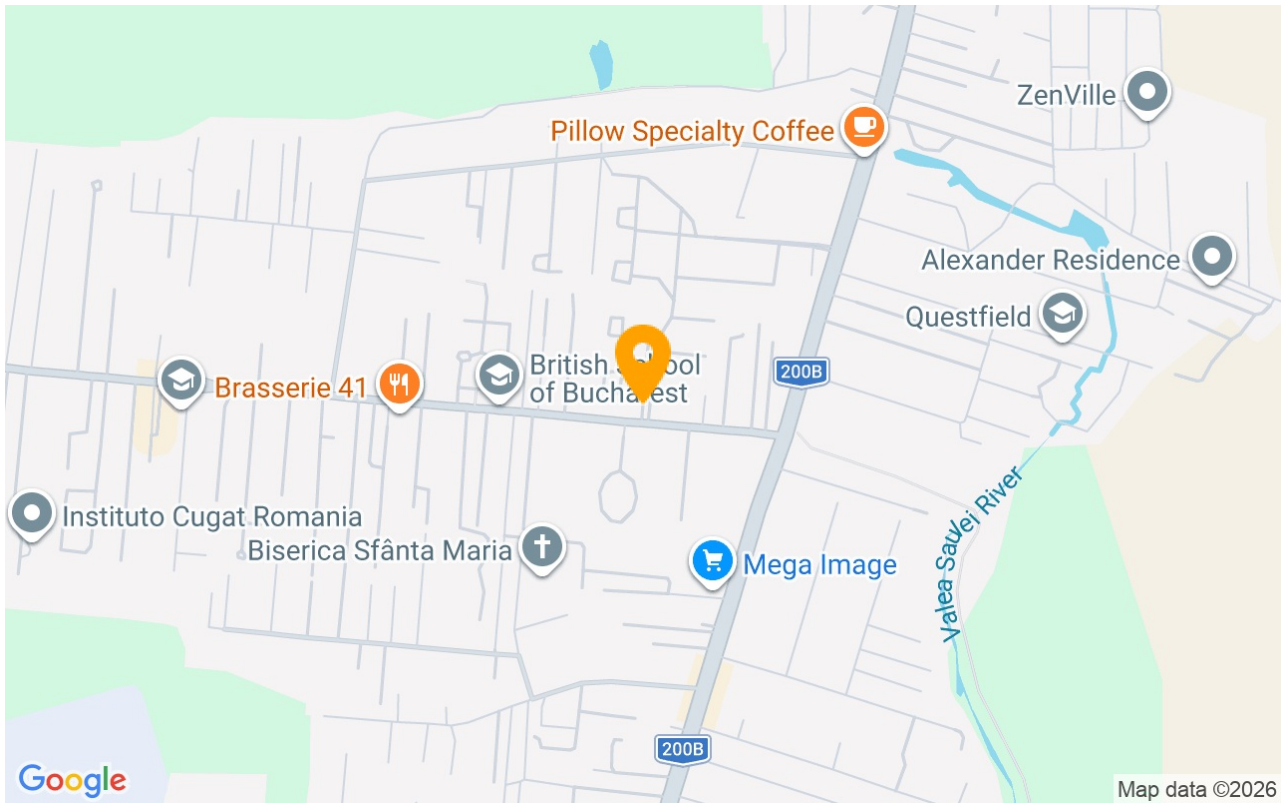 ZenVille
Pillow Specialty Coffee
Alexander Residence
Questfield
British School
of Bucharest
200B
Brasserie 41
Instituto Cugat Romania
Biserica Sfânta Maria
Mega Image
Valea Saulei River
200B
Google
Map data ©2026